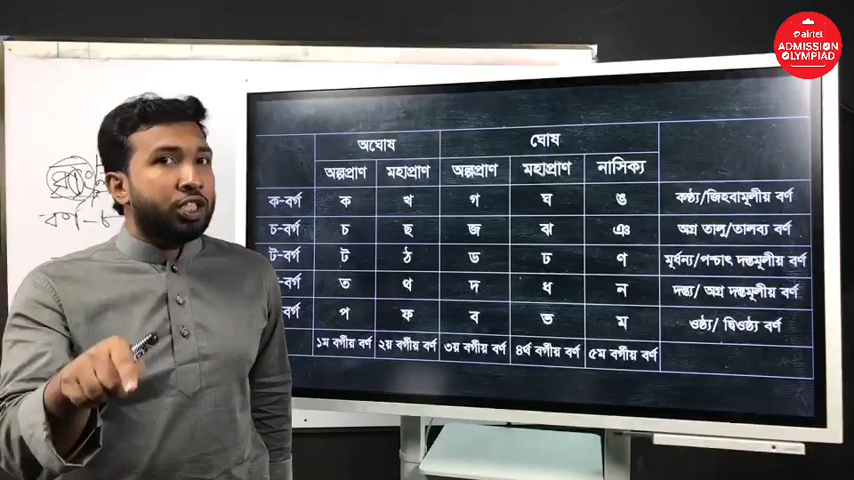 airtel
ADMISSION
OLYMPIAD
অঘোষ ঘোষ
অল্পপ্রাণ মহাপ্রাণ অল্পপ্রাণ মহাপ্রাণ নাসিক্য
ক-বর্গ ক খ গ ঘ ঙ কণ্ঠ্য/জিহবামূলীয় বর্ণ
চ-বর্গ চ ছ জ ঝ ঞ অগ্র তালু/তালব্য বর্ণ
ট-বর্গ ট ঠ ড ঢ ণ মূর্ধন্য/পশ্চাৎ দন্তমূলীয় বর্ণ
-বর্গ ত থ দ ধ ন দন্ত্য/ অগ্র দন্তমূলীয় বর্ণ
বর্গ প ফ ব ভ ম ওষ্ঠ্য/ দ্বিওষ্ঠ্য বর্ণ
১ম বর্গীয় বর্ণ ২য় বর্গীয় বর্ণ ৩য় বর্গীয় বর্ণ ৪র্থ বর্গীয় বর্ণ ৫ম বর্গীয় বর্ণ